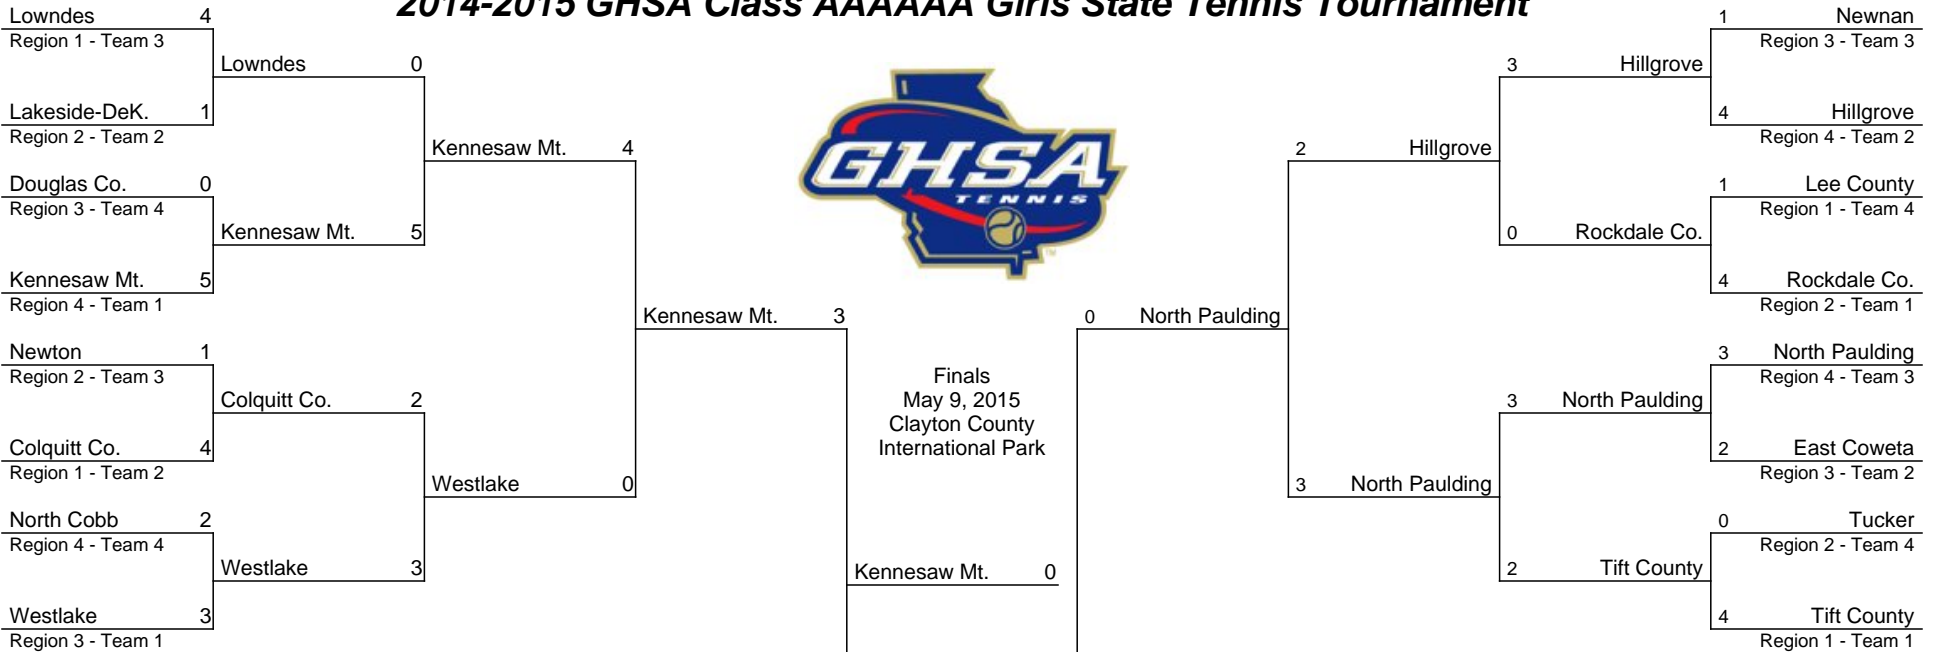 2014-2015 GHSA Class AAAAAA Girls State Tennis Tournament
Lowndes 4
Region 1 - Team 3
Lowndes 0
Lakeside-DeK. 1
Region 2 - Team 2
Kennesaw Mt. 4
Douglas Co. 0
Region 3 - Team 4
Kennesaw Mt. 5
Kennesaw Mt. 5
Region 4 - Team 1
Kennesaw Mt. 3
Newton 1
Region 2 - Team 3
Colquitt Co. 2
Colquitt Co. 4
Region 1 - Team 2
Westlake 0
North Cobb 2
Region 4 - Team 4
Westlake 3
Westlake 3
Region 3 - Team 1
GHSA
TENNIS
TM
Finals
May 9, 2015
Clayton County
International Park
Kennesaw Mt. 0
1 Newnan
Region 3 - Team 3
3 Hillgrove
4 Hillgrove
Region 4 - Team 2
2 Hillgrove
1 Lee County
Region 1 - Team 4
0 Rockdale Co.
4 Rockdale Co.
Region 2 - Team 1
0 North Paulding
3 North Paulding
Region 4 - Team 3
3 North Paulding
2 East Coweta
Region 3 - Team 2
3 North Paulding
0 Tucker
Region 2 - Team 4
2 Tift County
4 Tift County
Region 1 - Team 1